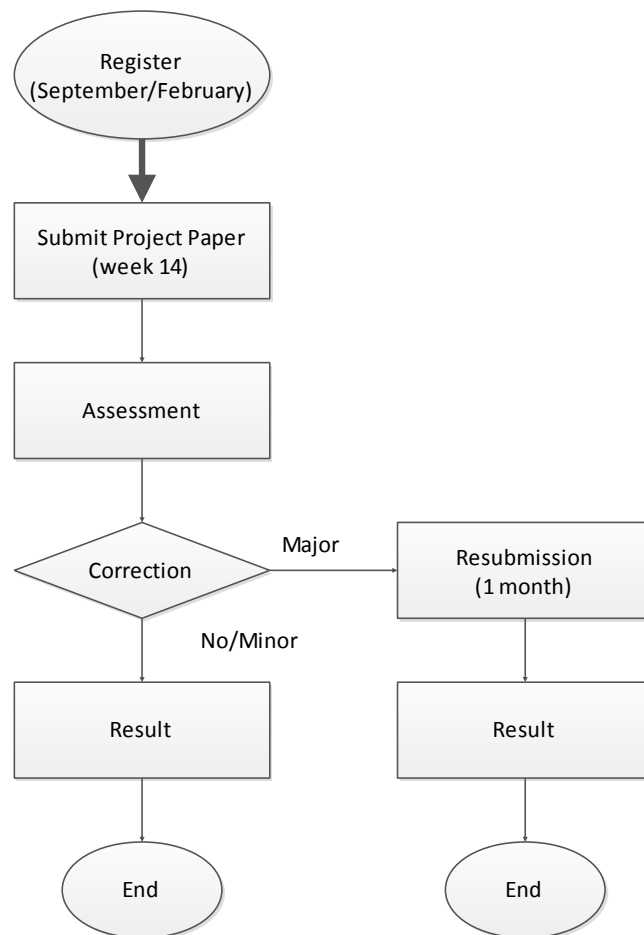 Register
(September/February)
Submit Project Paper
(week 14)
Assessment
Correction
Major
Resubmission
(1 month)
No/Minor
Result
Result
End
End